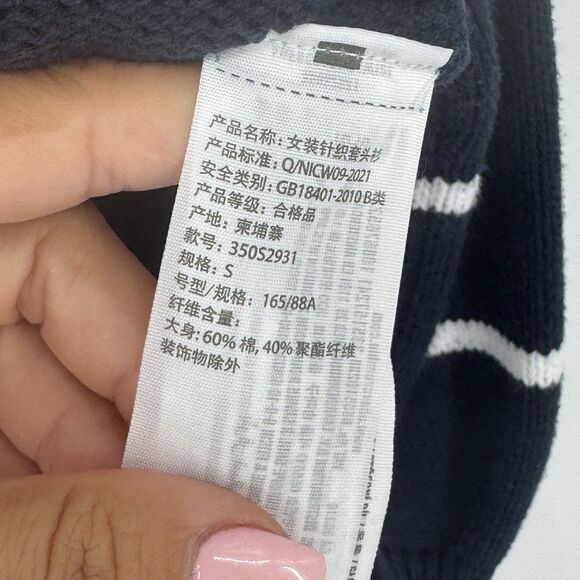 产品名称: 女装针织套头衫
产品标准: Q/NICW09-2021
安全类别: GB18401-2010 B类
产品等级: 合格品
产地: 柬埔寨
款号: 350S2931
规格: S
号型/规格: 165/88A
纤维含量:
大身: 60% 棉, 40% 聚酯纤维
装饰物除外